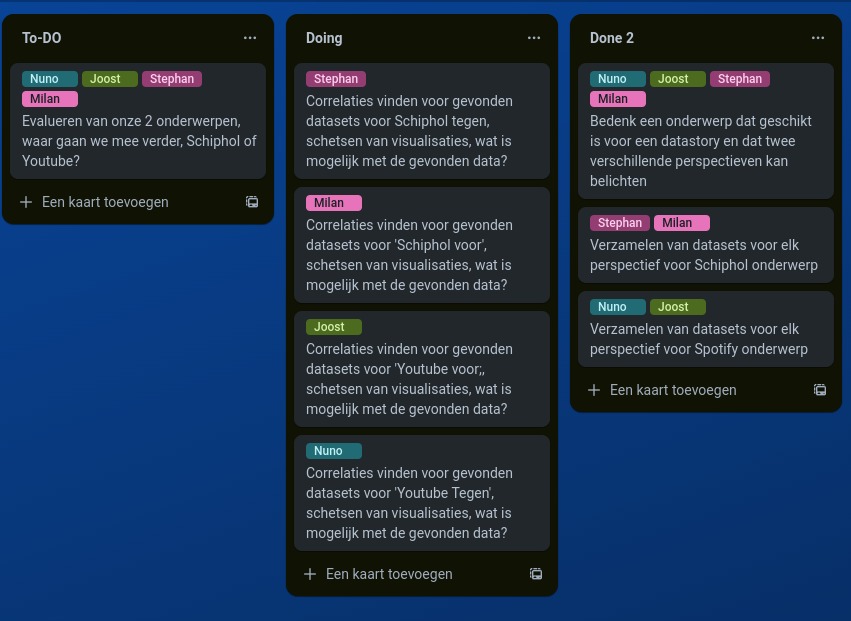 To-DO
Nuno Joost Stephan
Milan
Evalueren van onze 2 onderwerpen,
waar gaan we mee verder, Schiphol of
Youtube?
Een kaart toevoegen
Doing
Stephan
Correlaties vinden voor gevonden
datasets voor Schiphol tegen,
schetsen van visualisaties, wat is
mogelijk met de gevonden data?
Milan
Correlaties vinden voor gevonden
datasets voor 'Schiphol voor',
schetsen van visualisaties, wat is
mogelijk met de gevonden data?
Joost
Correlaties vinden voor gevonden
datasets voor 'Youtube voor;,
schetsen van visualisaties, wat is
mogelijk met de gevonden data?
Nuno
Correlaties vinden voor gevonden
datasets voor 'Youtube Tegen',
schetsen van visualisaties, wat is
mogelijk met de gevonden data?
Een kaart toevoegen
Done 2
Nuno Joost Stephan
Milan
Bedenk een onderwerp dat geschikt
is voor een datastory en dat twee
verschillende perspectieven kan
belichten
Stephan Milan
Verzamelen van datasets voor elk
perspectief voor Schiphol onderwerp
Nuno Joost
Verzamelen van datasets voor elk
perspectief voor Spotify onderwerp
Een kaart toevoegen